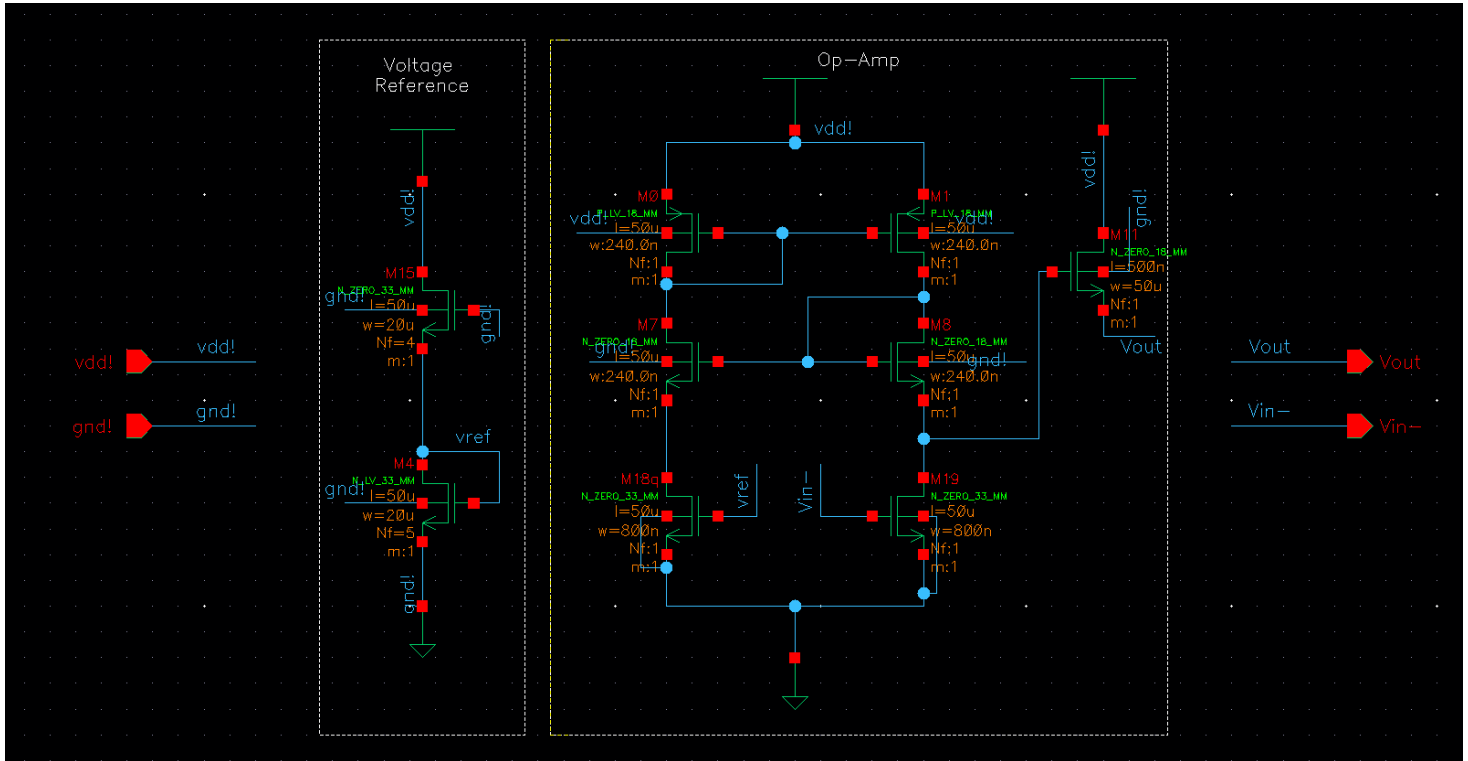 Voltage
Reference
Op-Amp
vdd!
vdd!
gnd!
gnd!
vdd!
M15
N_ZERO_33_MM
l=50u
w=20u
Nf=4
m:1
gnd!
gnd!
vref
M4
N_LV_33_MM
l=50u
w=20u
Nf=5
m:1
gnd!
gnd!
vdd!
M0
P_LV_18_MM
l=50u
w:240.0n
Nf:1
m:1
vdd!
M1
P_LV_18_MM
l=50u
w:240.0n
Nf:1
m:1
vdd!
M7
N_ZERO_18_MM
l=50u
w:240.0n
Nf:1
m:1
gnd!
M8
N_ZERO_18_MM
l=50u
w:240.0n
Nf:1
m:1
gnd!
M18q
N_ZERO_33_MM
l=50u
w=800n
Nf:1
m:1
vref
Vin-
M19
N_ZERO_33_MM
l=50u
w=800n
Nf:1
m:1
vdd!
gnd!
M11
N_ZERO_18_MM
l=500n
w=50u
Nf:1
m:1
Vout
Vout
Vout
Vin-
Vin-